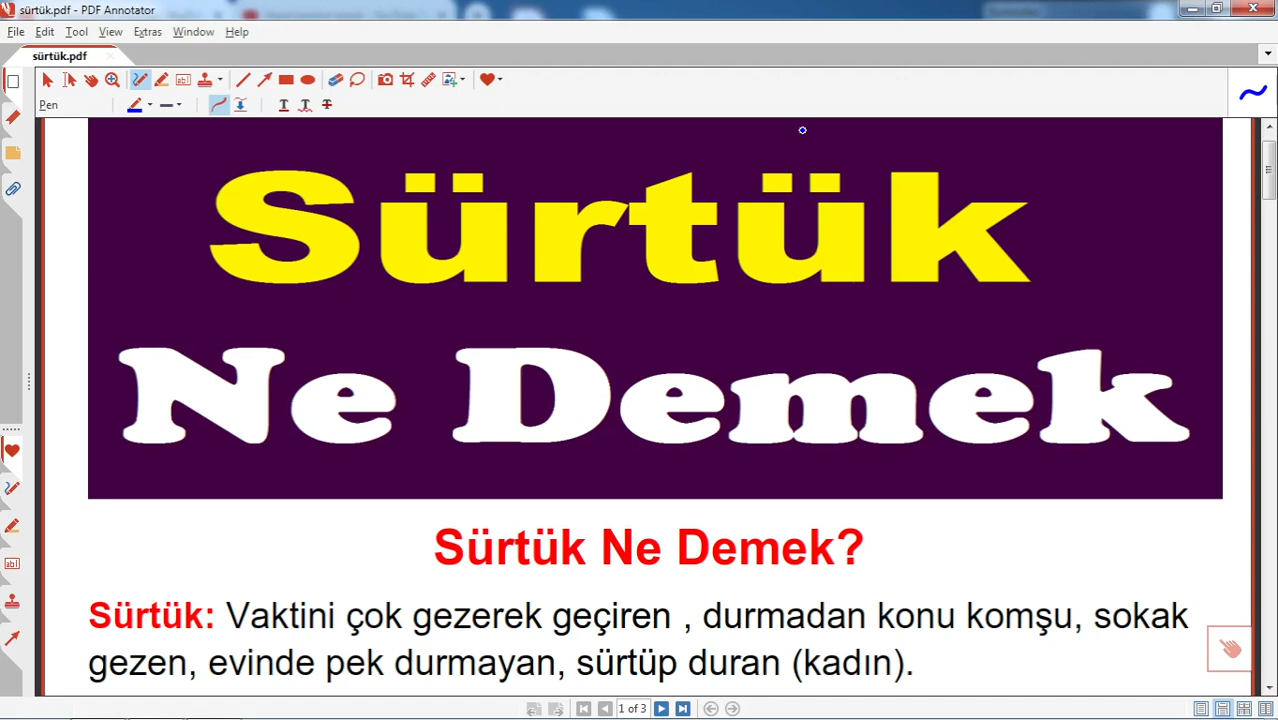 sürtük.pdf - PDF Annotator
File Edit Tool View Extras Window Help
sürtük.pdf
Pen
Sürtük
Ne Demek
Sürtük Ne Demek?
Sürtük: Vaktini çok gezerek geçiren , durmadan konu komşu, sokak
gezen, evinde pek durmayan, sürtüp duran (kadın).
1 of 3